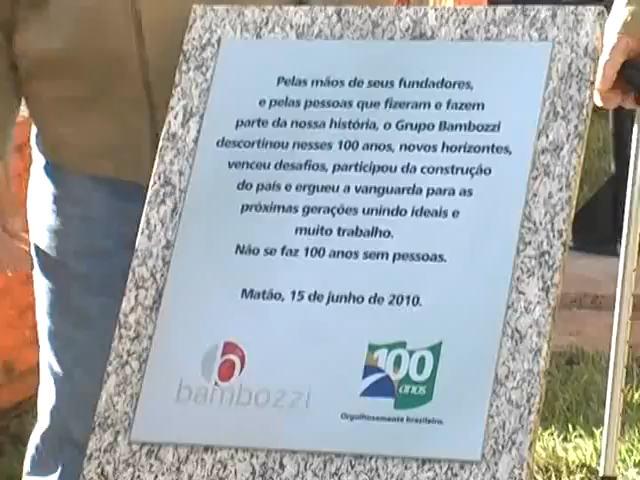 Pelas mãos de seus fundadores,
e pelas pessoas que fizeram e fazem
parte da nossa história, o Grupo Bambozzi
descortinou nesses 100 anos, novos horizontes,
venceu desafios, participou da construção
do país e ergueu a vanguarda para as
próximas gerações unindo ideais e
muito trabalho.
Não se faz 100 anos sem pessoas.
Matão, 15 de junho de 2010.
b
bambozzi
100
anos
Orgulhosamente brasileiro.